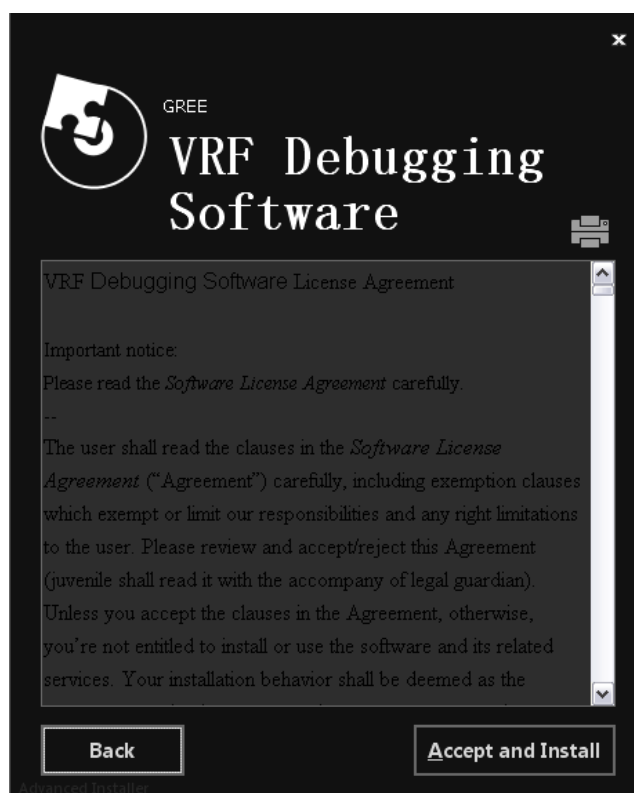 x
GREE
VRF Debugging
Software
VRF Debugging Software License Agreement
Important notice:
Please read the Software License Agreement carefully.
--
The user shall read the clauses in the Software License
Agreement (“Agreement”) carefully, including exemption clauses
which exempt or limit our responsibilities and any right limitations
to the user. Please review and accept/reject this Agreement
(juvenile shall read it with the accompany of legal guardian).
Unless you accept the clauses in the Agreement, otherwise,
you’re not entitled to install or use the software and its related
services. Your installation behavior shall be deemed as the
Back
Accept and Install
Advanced Installer